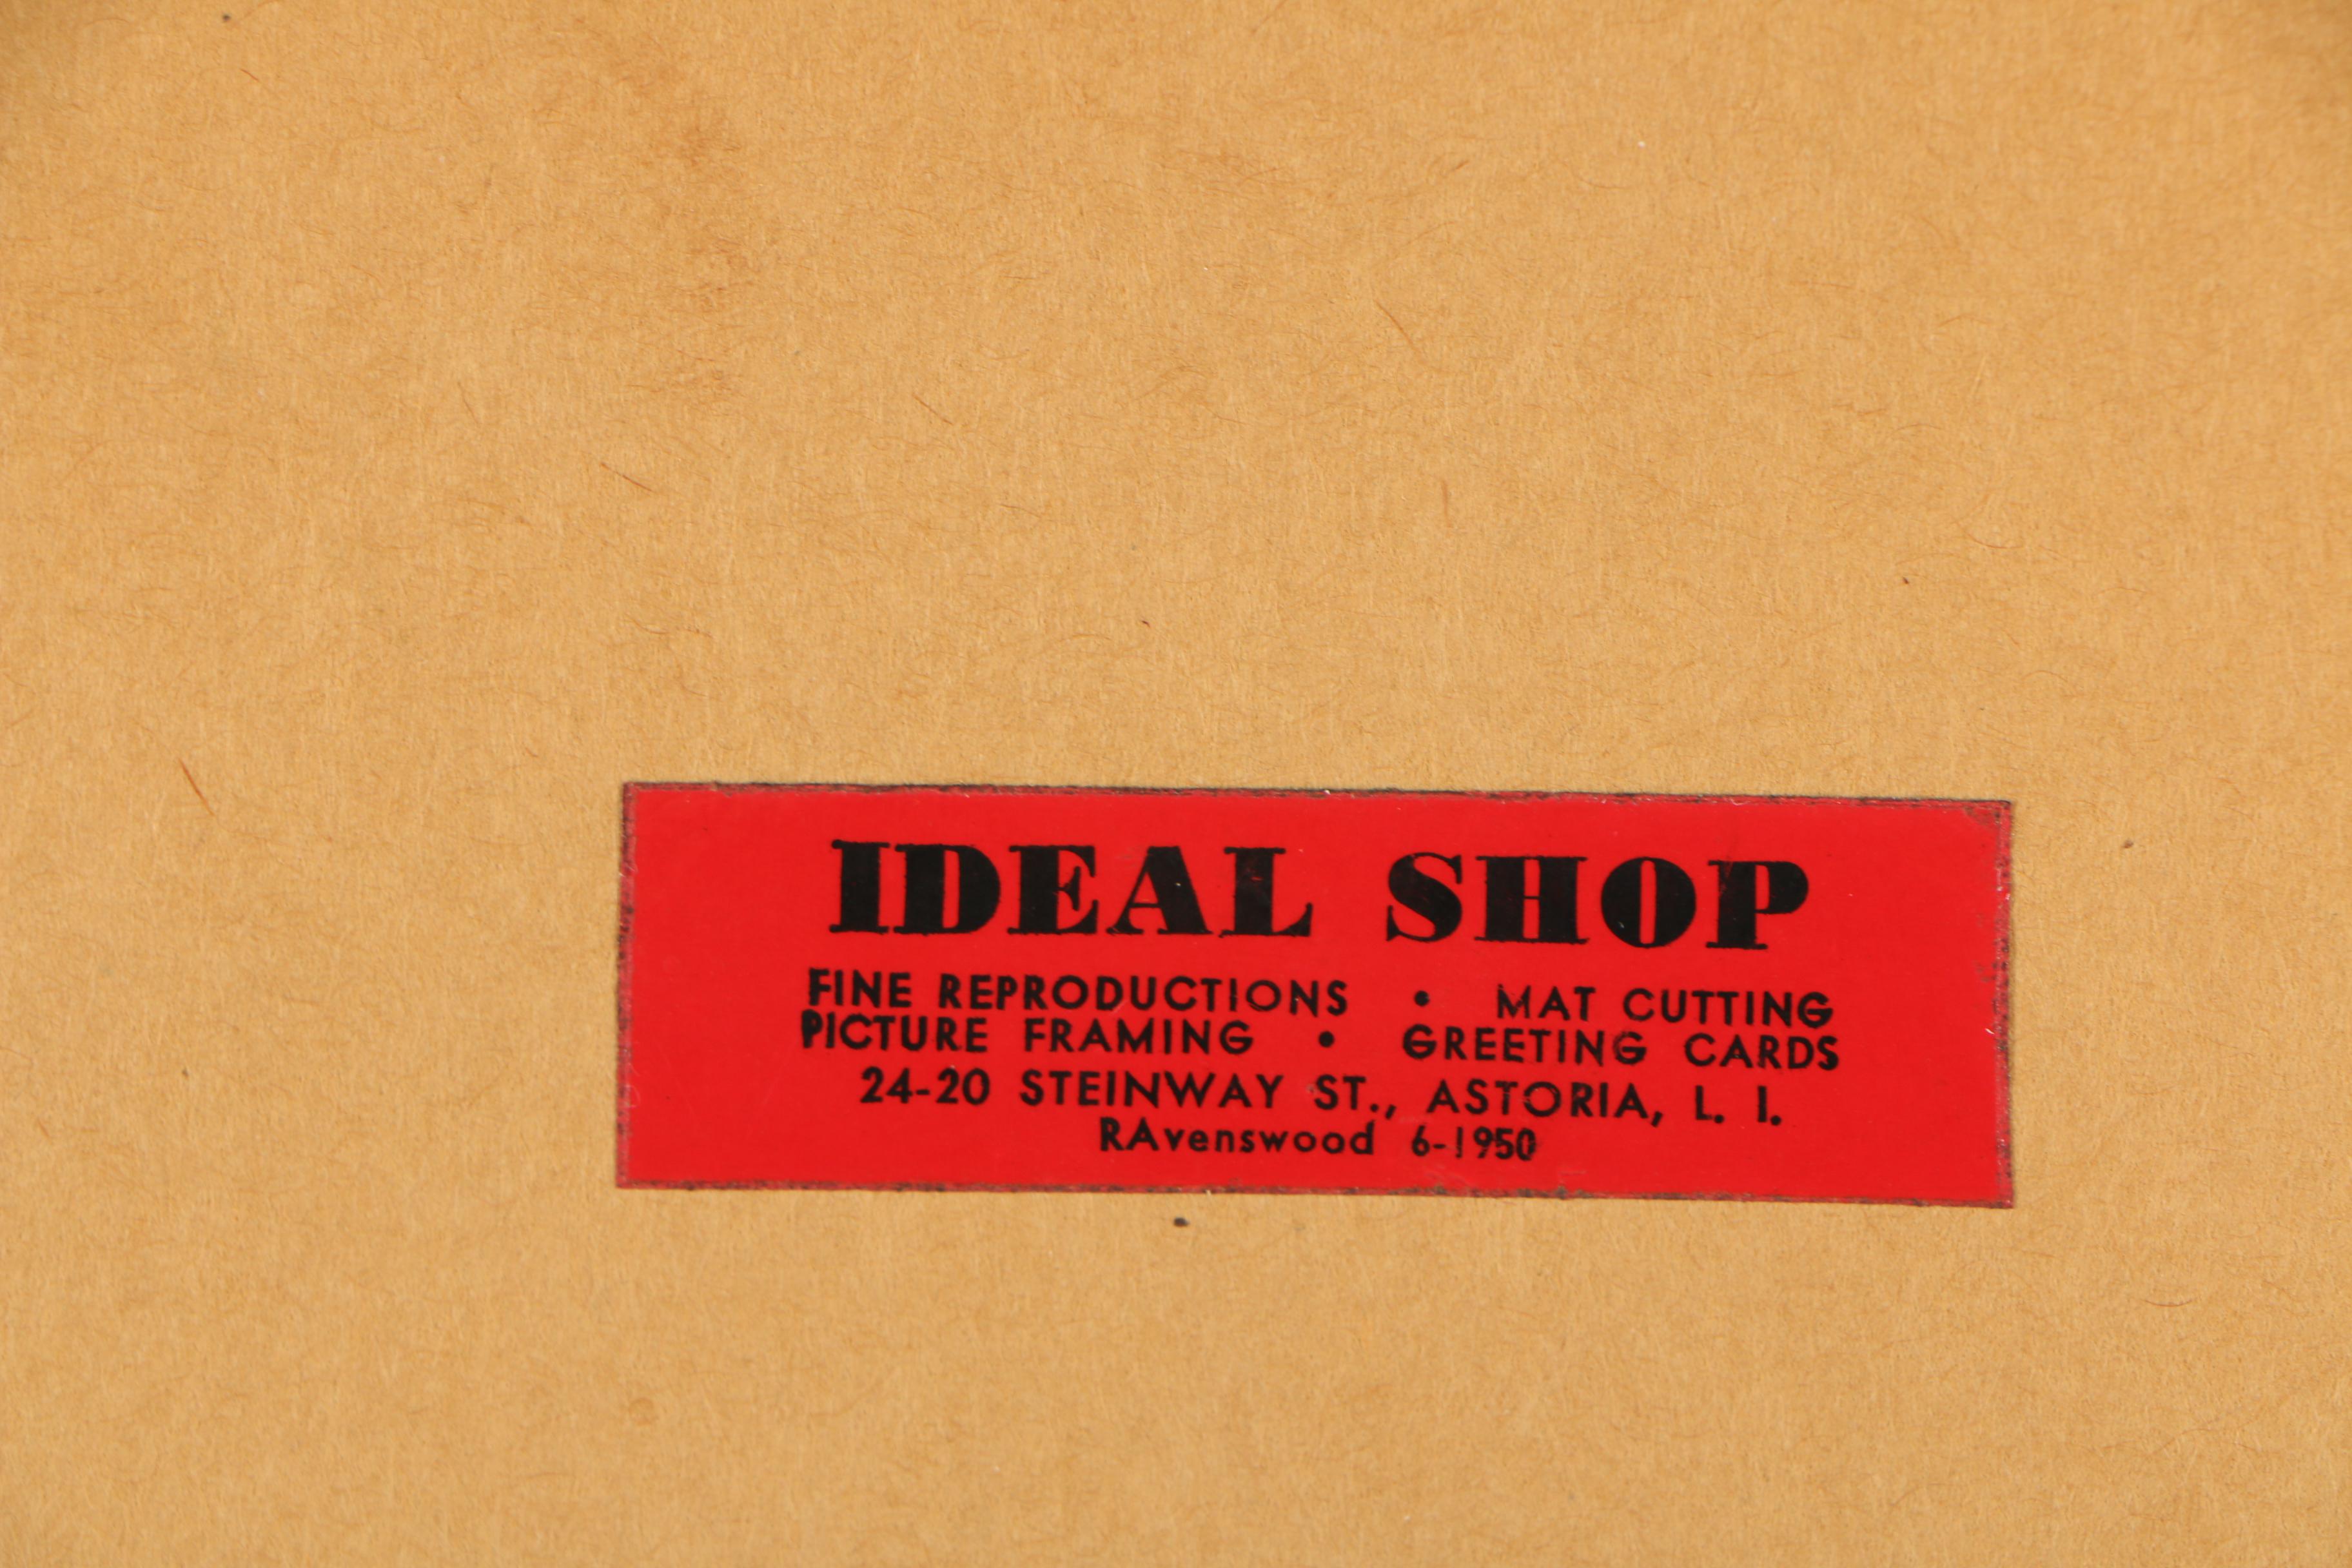 IDEAL SHOP
FINE REPRODUCTIONS • MAT CUTTING
PICTURE FRAMING • GREETING CARDS
24-20 STEINWAY ST., ASTORIA, L. I.
RAvenswood 6-1950